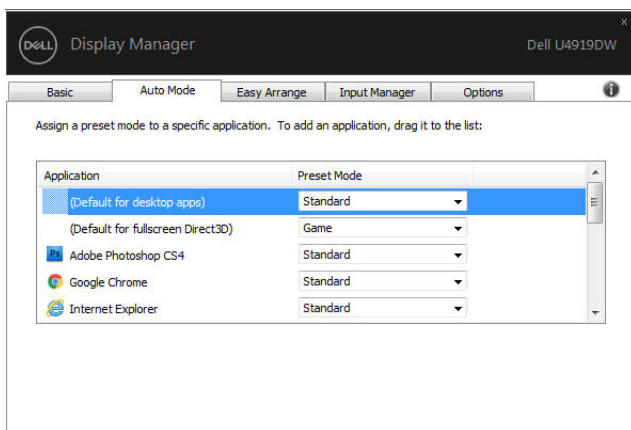 x
DELL Display Manager Dell U4919DW
Basic Auto Mode Easy Arrange Input Manager Options i
Assign a preset mode to a specific application. To add an application, drag it to the list:
Application Preset Mode
(Default for desktop apps) Standard
(Default for fullscreen Direct3D) Game
Ps Adobe Photoshop CS4 Standard
Google Chrome Standard
Internet Explorer Standard